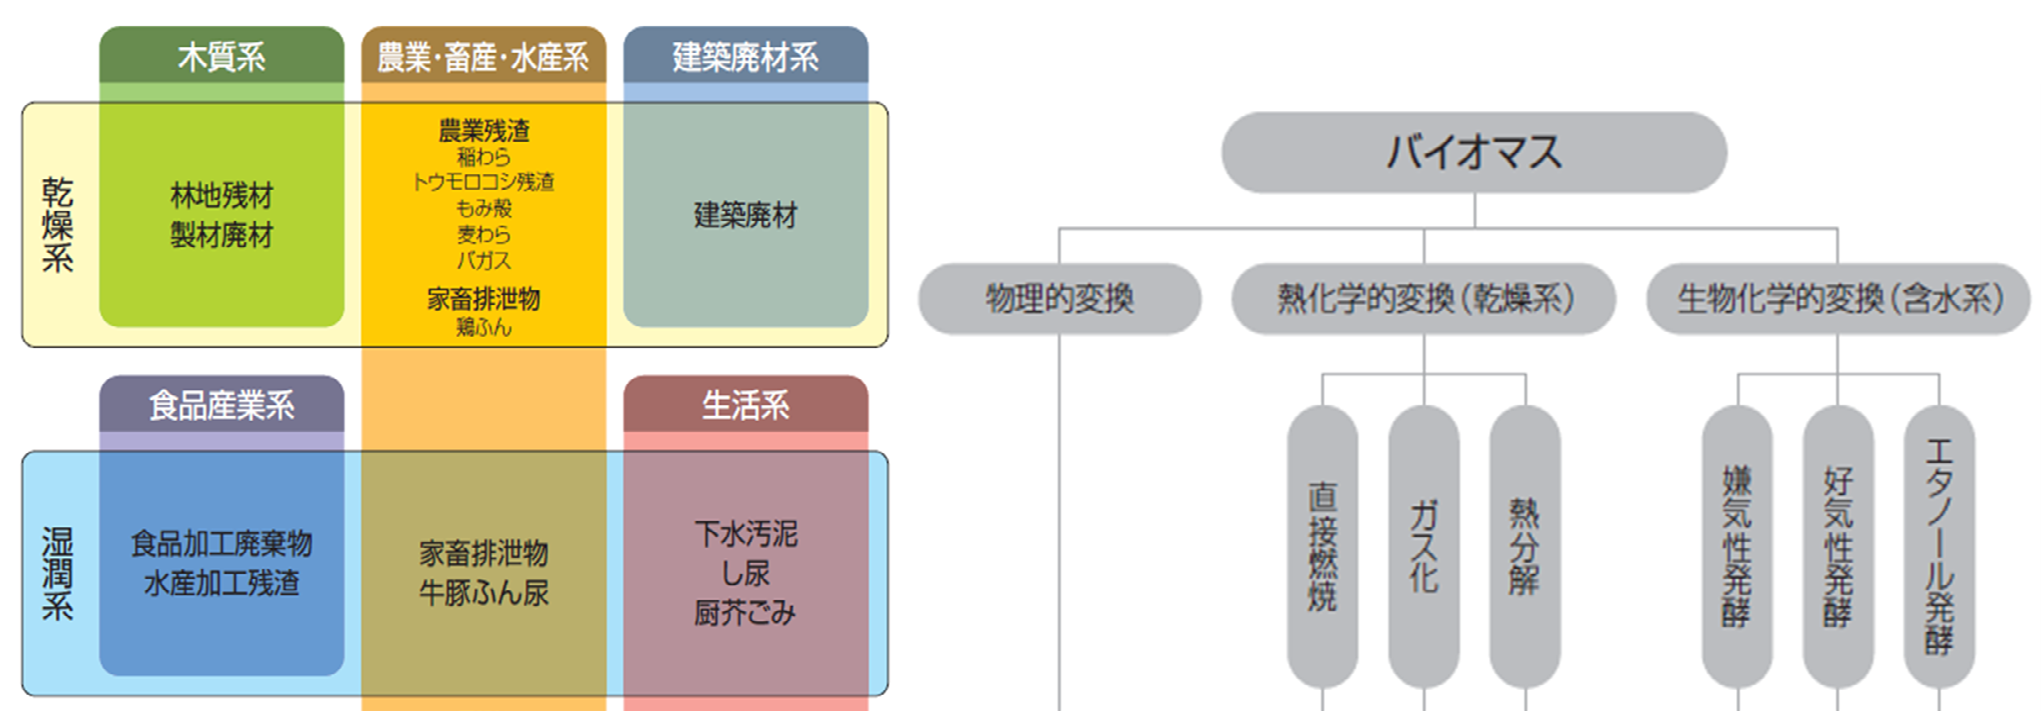 木質系
農業・畜産・水産系
建築廃材系
乾燥系
林地残材
製材廃材
農業残渣
稲わら
トウモロコシ残渣
もみ殻
麦わら
バガス
家畜排泄物
鶏ふん
建築廃材
食品産業系
生活系
湿潤系
食品加工廃棄物
水産加工残渣
家畜排泄物
牛豚ふん尿
下水汚泥
し尿
厨芥ごみ
バイオマス
物理的変換
熱化学的変換（乾燥系）
生物化学的変換（含水系）
直接燃焼
ガス化
熱分解
嫌気性発酵
好気性発酵
エタノール発酵